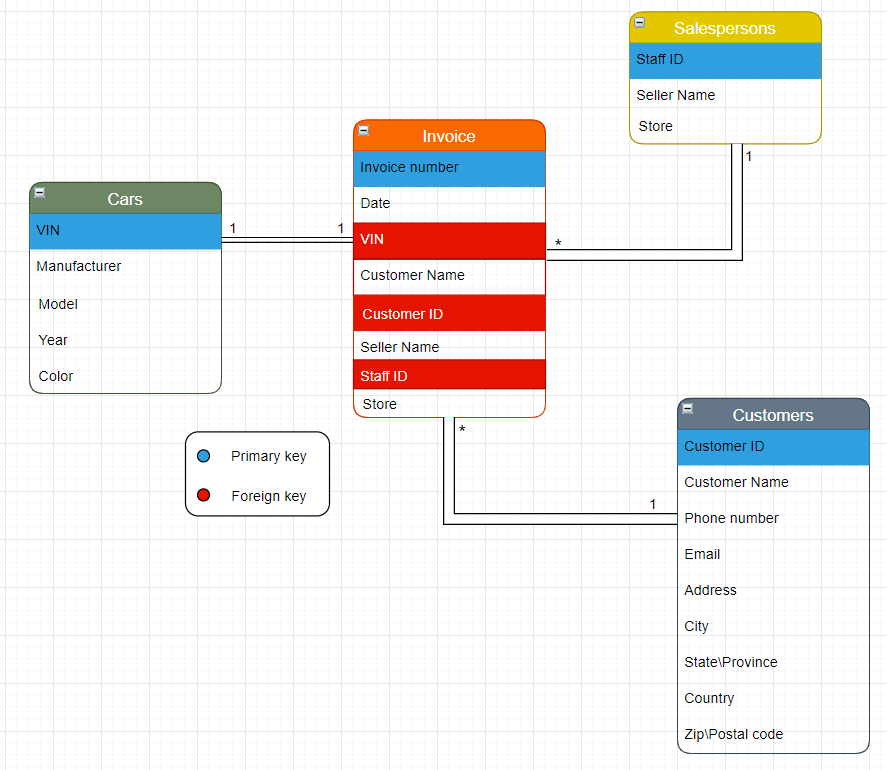 Salespersons
Staff ID
Seller Name
Store
1
Invoice
Invoice number
Date
VIN
Customer Name
Customer ID
Seller Name
Staff ID
Store
*
*
Cars
VIN
Manufacturer
Model
Year
Color
1
1
Primary key
Foreign key
Customers
Customer ID
Customer Name
Phone number
Email
Address
City
State\Province
Country
Zip\Postal code
1